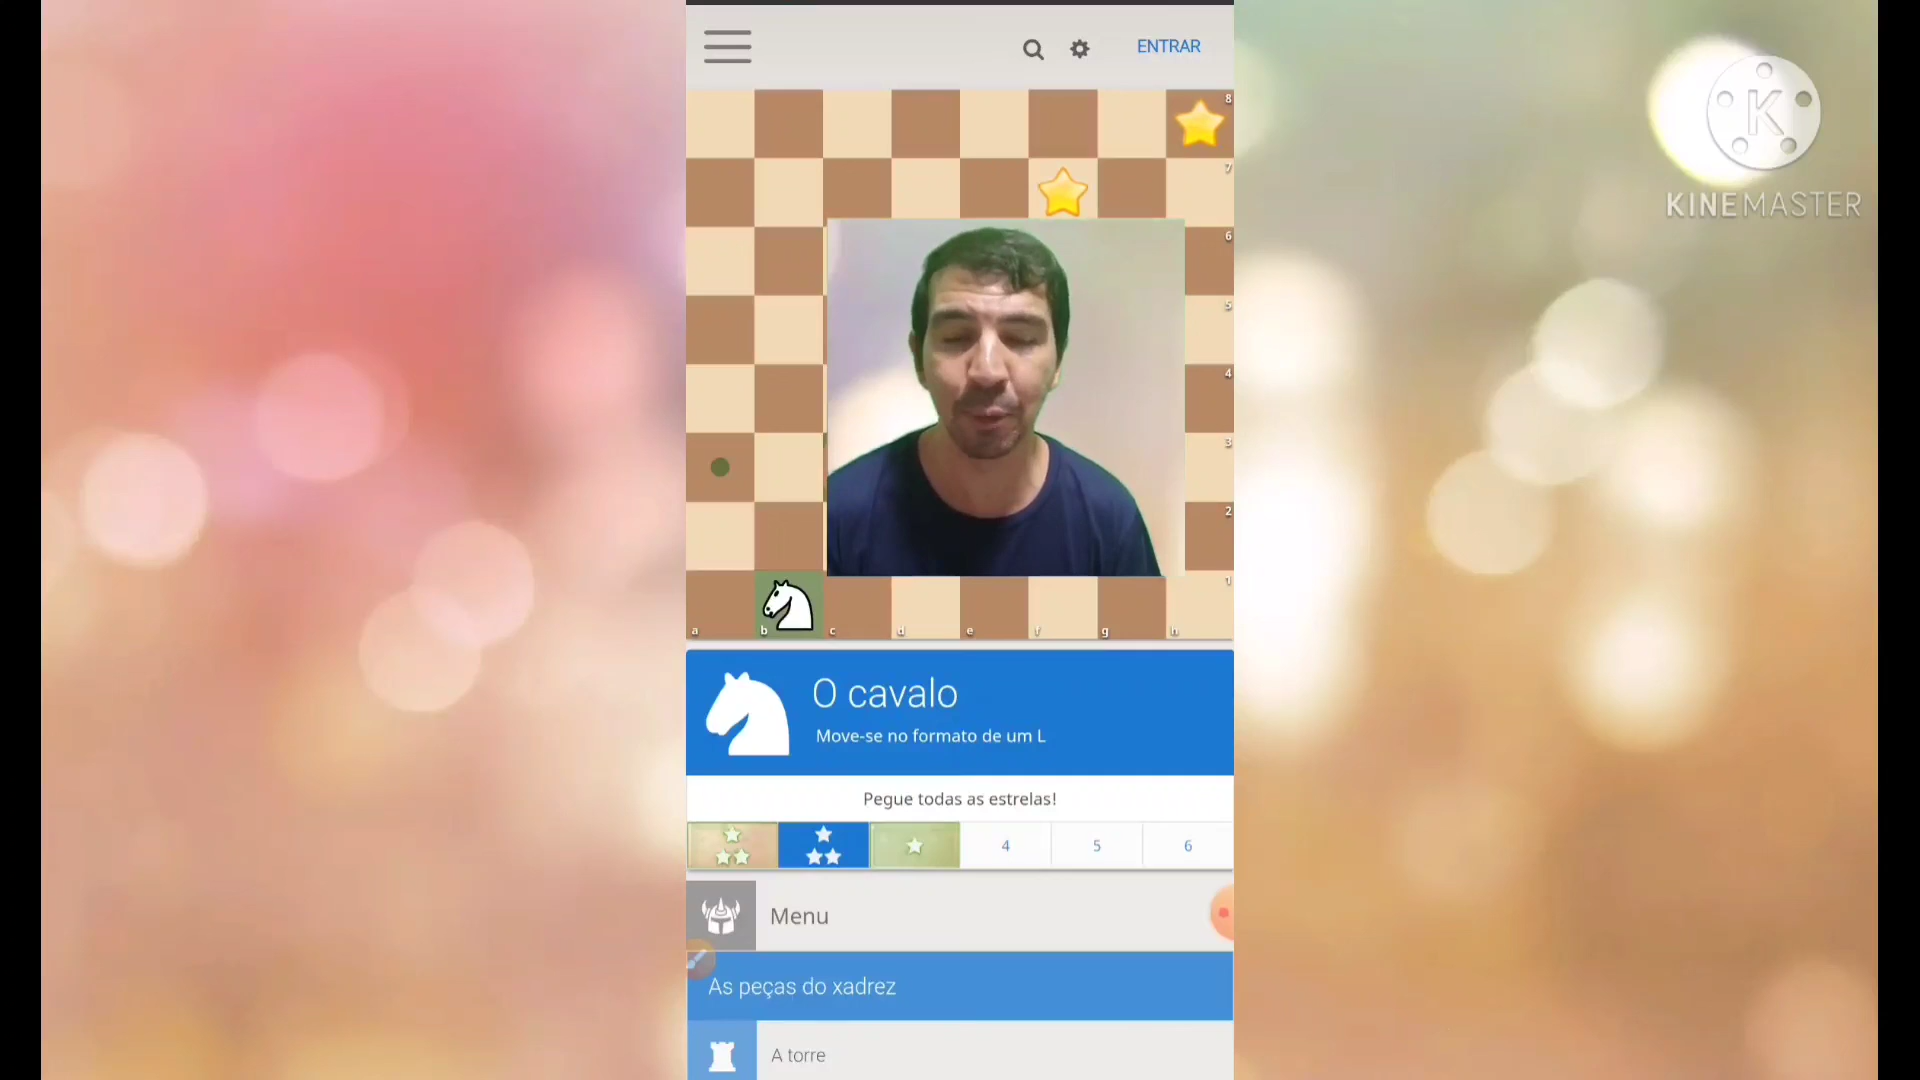 ENTRAR
8
7
6
5
4
3
2
1
a b c d e f g h
K
KINEMASTER
O cavalo
Move-se no formato de um L
Pegue todas as estrelas!
4 5 6
Menu
As peças do xadrez
A torre